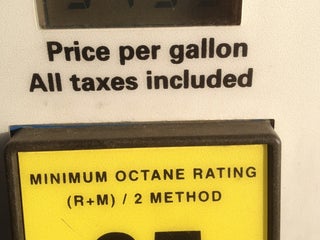 Price per gallon
All taxes included
MINIMUM OCTANE RATING
(R+M) / 2 METHOD